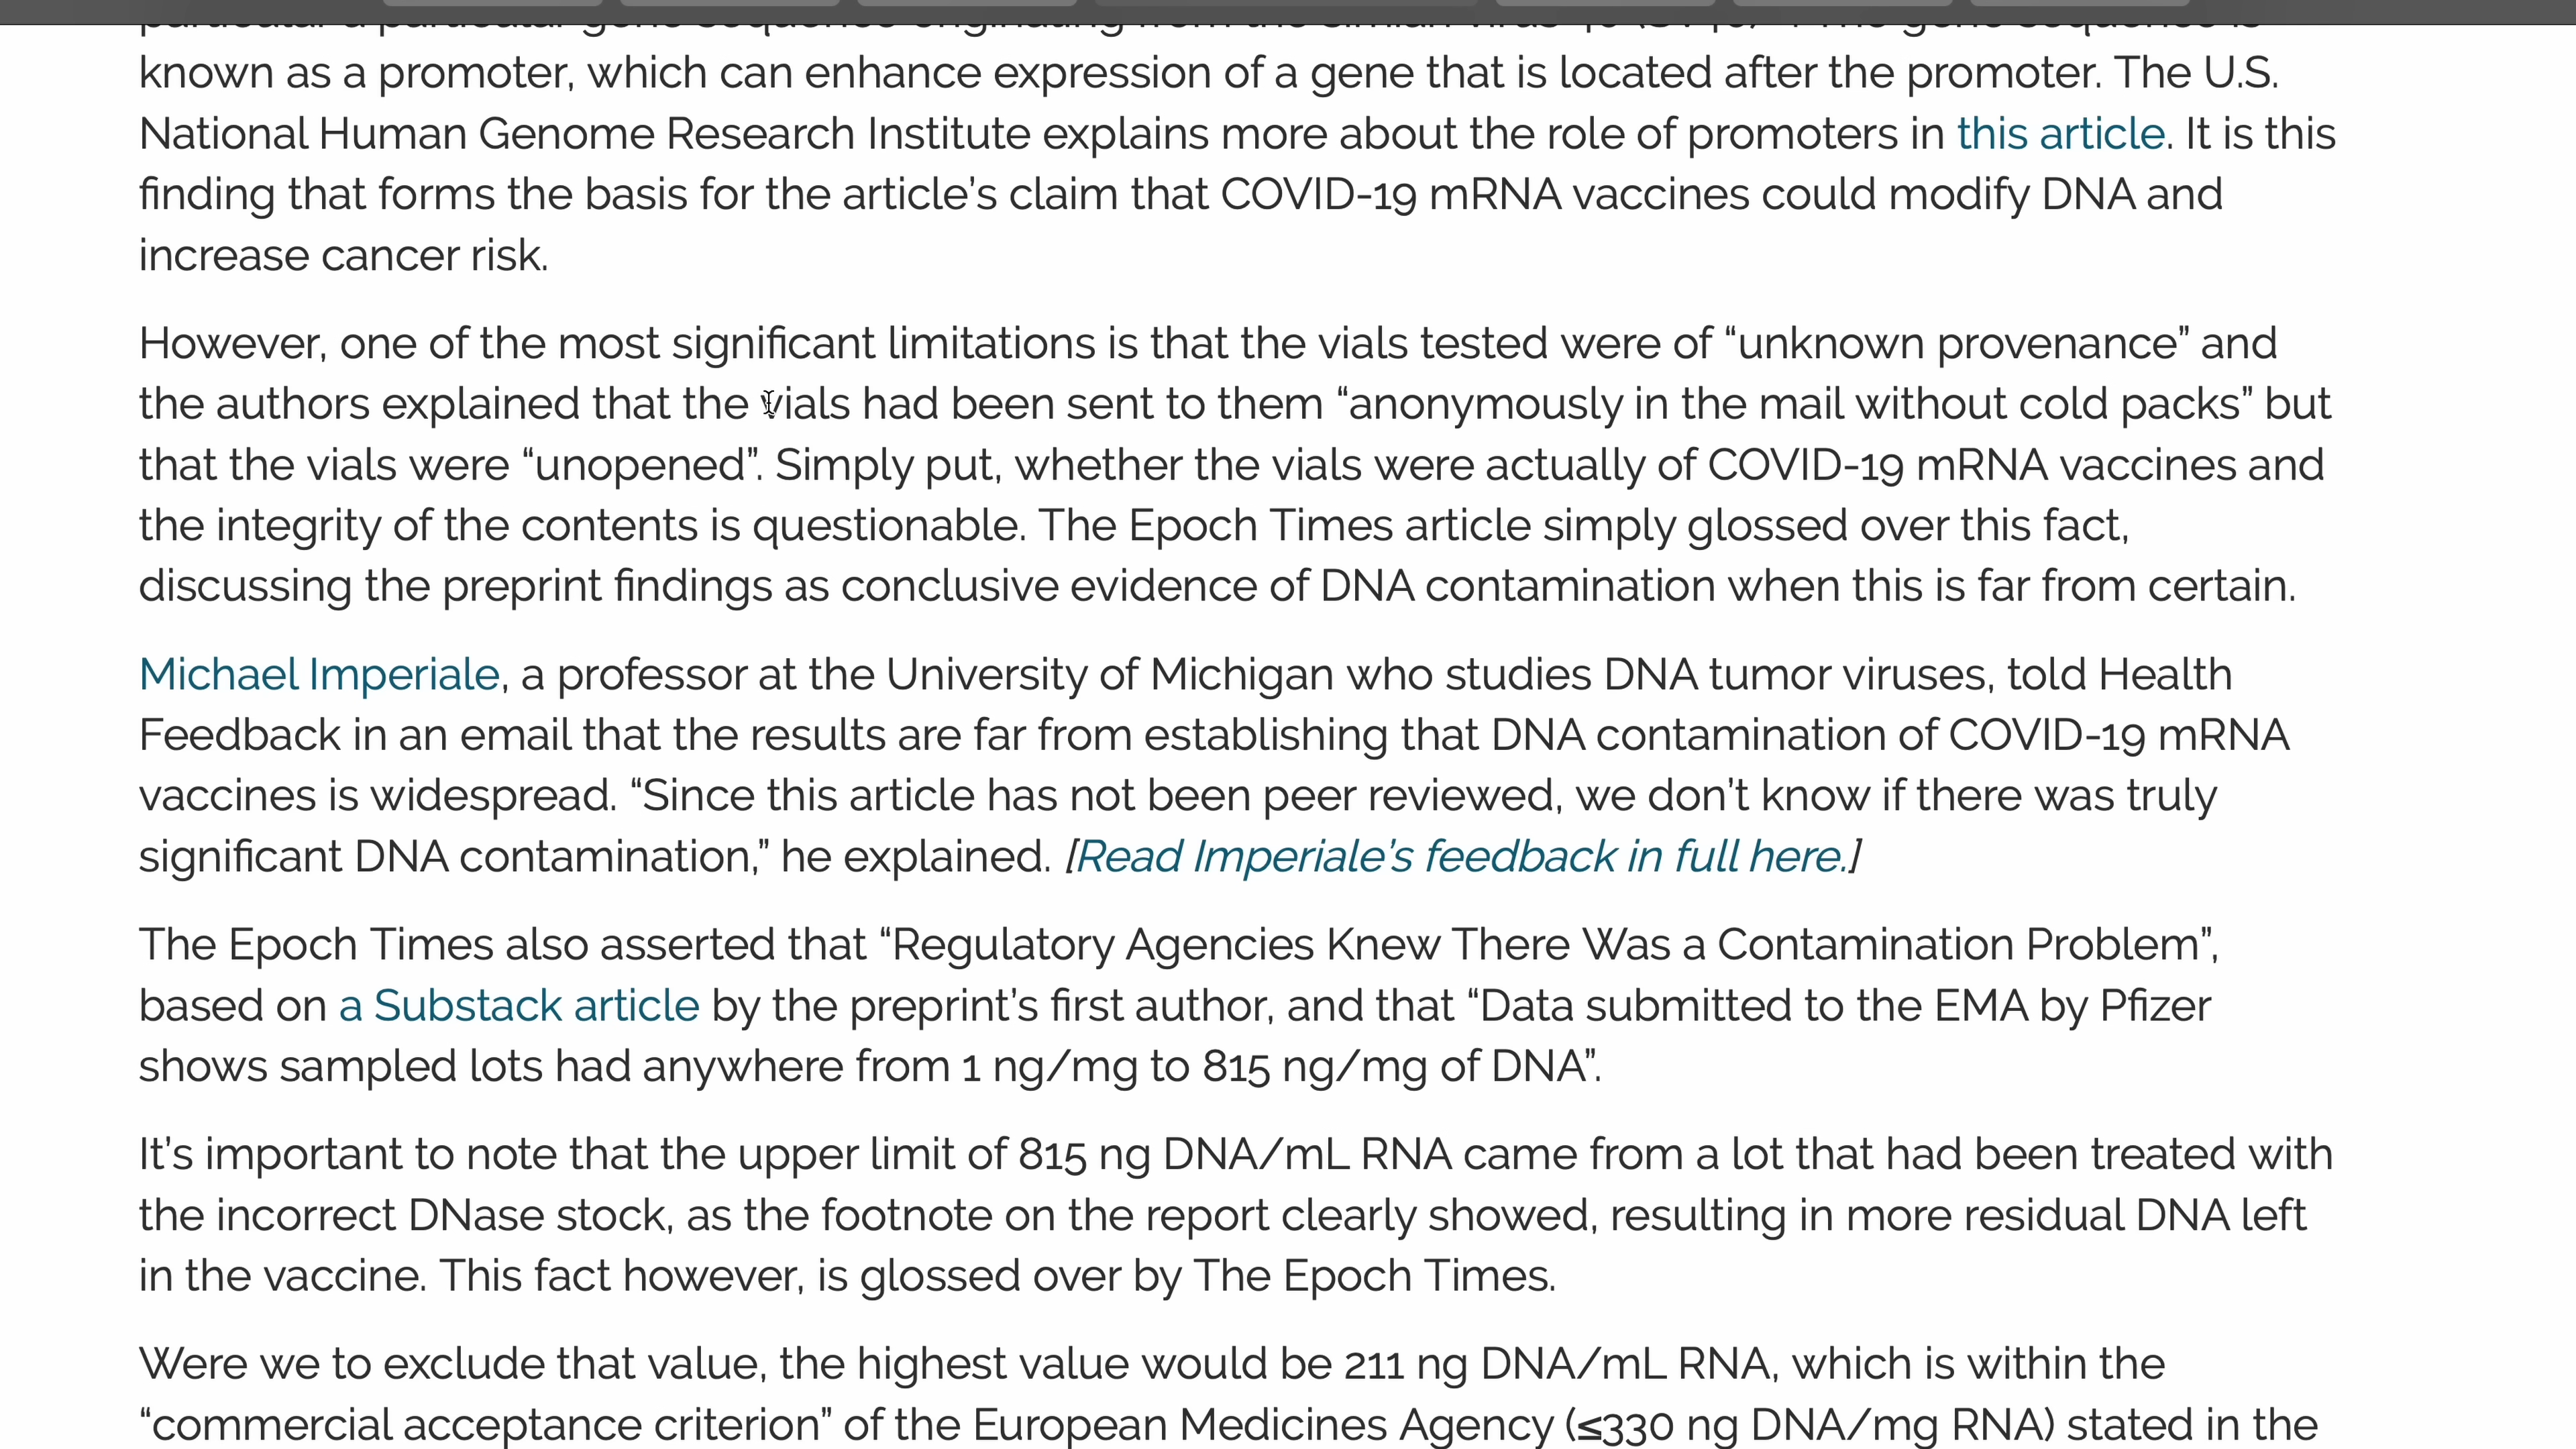 known as a promoter, which can enhance expression of a gene that is located after the promoter. The U.S.
National Human Genome Research Institute explains more about the role of promoters in this article. It is this
finding that forms the basis for the article’s claim that COVID-19 mRNA vaccines could modify DNA and
increase cancer risk.
However, one of the most significant limitations is that the vials tested were of “unknown provenance” and
the authors explained that the vials had been sent to them “anonymously in the mail without cold packs” but
that the vials were “unopened”. Simply put, whether the vials were actually of COVID-19 mRNA vaccines and
the integrity of the contents is questionable. The Epoch Times article simply glossed over this fact,
discussing the preprint findings as conclusive evidence of DNA contamination when this is far from certain.
Michael Imperiale, a professor at the University of Michigan who studies DNA tumor viruses, told Health
Feedback in an email that the results are far from establishing that DNA contamination of COVID-19 mRNA
vaccines is widespread. “Since this article has not been peer reviewed, we don’t know if there was truly
significant DNA contamination,” he explained. [Read Imperiale’s feedback in full here.]
The Epoch Times also asserted that “Regulatory Agencies Knew There Was a Contamination Problem”,
based on a Substack article by the preprint’s first author, and that “Data submitted to the EMA by Pfizer
shows sampled lots had anywhere from 1 ng/mg to 815 ng/mg of DNA”.
It’s important to note that the upper limit of 815 ng DNA/mL RNA came from a lot that had been treated with
the incorrect DNase stock, as the footnote on the report clearly showed, resulting in more residual DNA left
in the vaccine. This fact however, is glossed over by The Epoch Times.
Were we to exclude that value, the highest value would be 211 ng DNA/mL RNA, which is within the
“commercial acceptance criterion” of the European Medicines Agency (≤330 ng DNA/mg RNA) stated in the